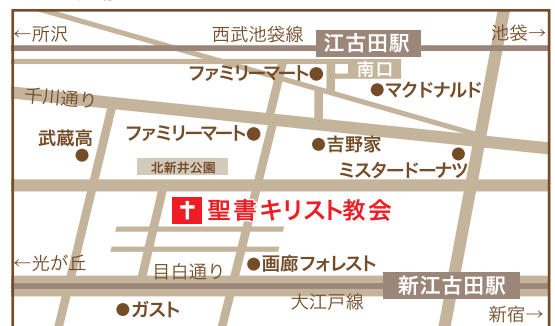 ←所沢
西武池袋線
江古田駅
池袋→
ファミリーマート
南口
マクドナルド
千川通り
武蔵高
ファミリーマート
吉野家
北新井公園
ミスタードーナツ
聖書キリスト教会
←光が丘
目白通り
画廊フォレスト
大江戸線
新江古田駅
ガスト
新宿→